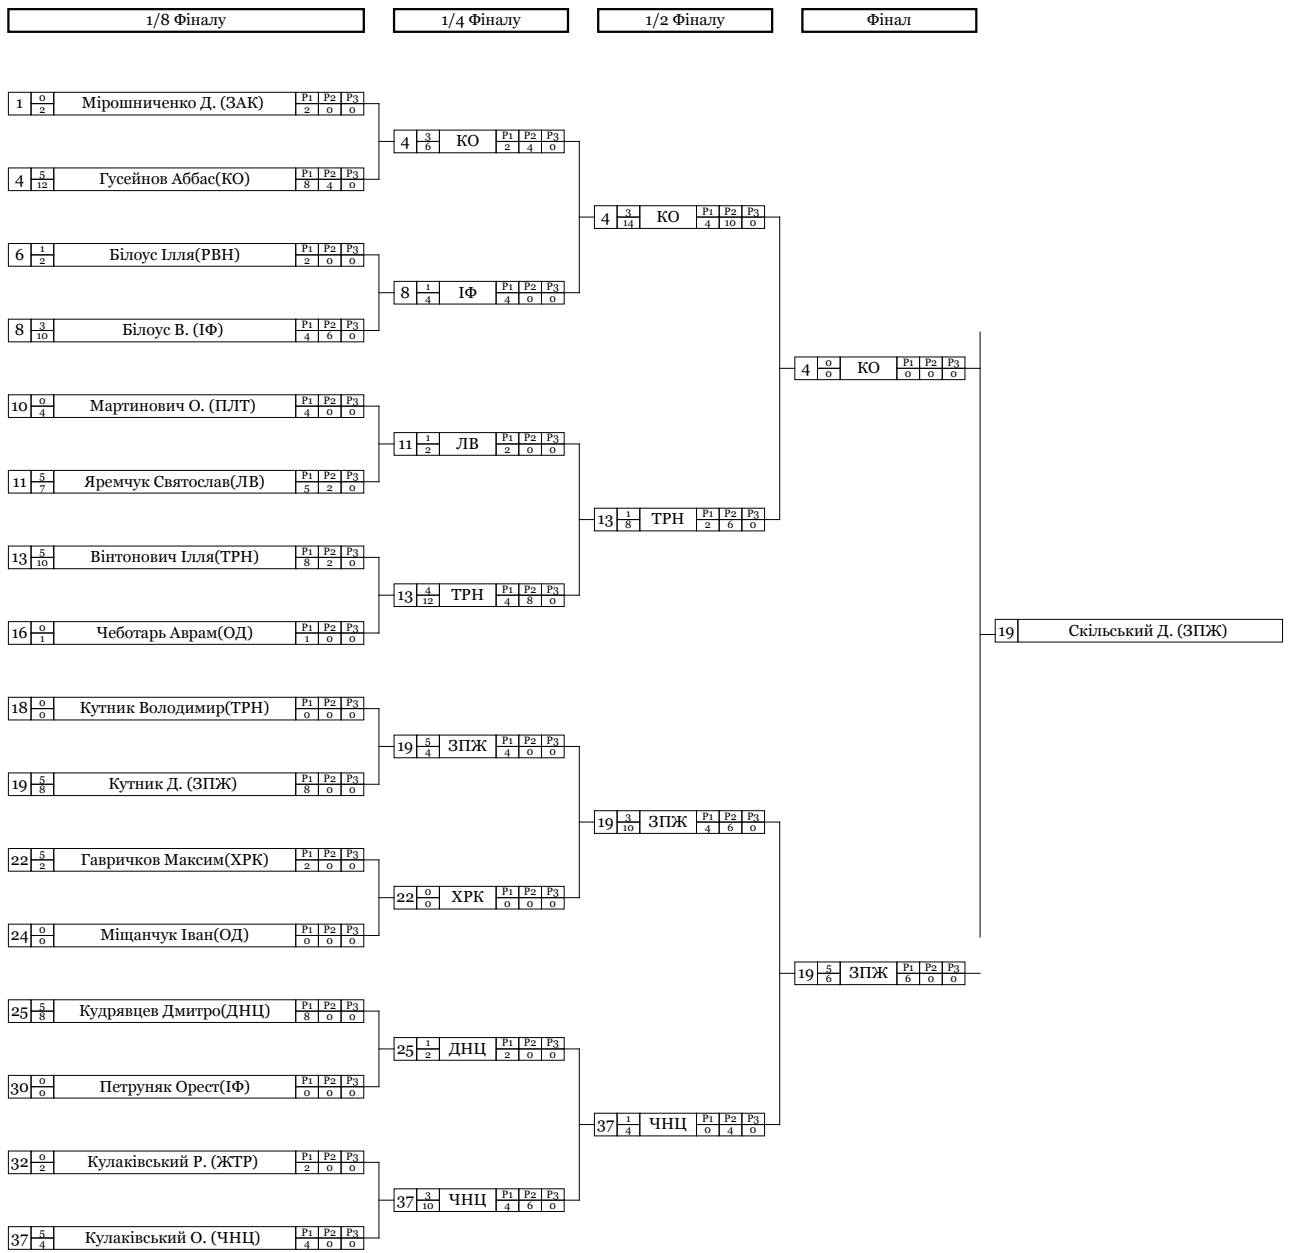 1/8 Фіналу 1/4 Фіналу 1/2 Фіналу Фінал
1 0 2 Мірошниченко Д. (ЗАК) P1 2 P2 0 P3 0
4 3 6 КО P1 2 P2 4 P3 0
4 5 12 Гусейнов Аббас(КО) P1 8 P2 4 P3 0
4 3 14 КО P1 4 P2 10 P3 0
6 1 2 Білоус Ілля(РВН) P1 2 P2 0 P3 0
8 1 4 ІФ P1 4 P2 0 P3 0
8 3 10 Білоус В. (ІФ) P1 4 P2 6 P3 0
4 0 0 КО P1 0 P2 0 P3 0
10 0 4 Мартинович О. (ПЛТ) P1 4 P2 0 P3 0
11 1 2 ЛВ P1 2 P2 0 P3 0
11 5 7 Яремчук Святослав(ЛВ) P1 5 P2 2 P3 0
13 1 8 ТРН P1 2 P2 6 P3 0
13 5 10 Вінтонович Ілля(ТРН) P1 8 P2 2 P3 0
13 4 12 ТРН P1 4 P2 8 P3 0
16 0 1 Чеботарь Аврам(ОД) P1 1 P2 0 P3 0
19 Скільський Д. (ЗПЖ)
18 0 0 Кутник Володимир(ТРН) P1 0 P2 0 P3 0
19 5 4 ЗПЖ P1 4 P2 0 P3 0
19 5 8 Кутник Д. (ЗПЖ) P1 8 P2 0 P3 0
19 3 10 ЗПЖ P1 4 P2 6 P3 0
22 5 2 Гавричков Максим(ХРК) P1 2 P2 0 P3 0
22 0 0 ХРК P1 0 P2 0 P3 0
24 0 0 Міщанчук Іван(ОД) P1 0 P2 0 P3 0
19 5 6 ЗПЖ P1 6 P2 0 P3 0
25 5 8 Кудрявцев Дмитро(ДНЦ) P1 8 P2 0 P3 0
25 1 2 ДНЦ P1 2 P2 0 P3 0
30 0 0 Петруняк Орест(ІФ) P1 0 P2 0 P3 0
37 1 4 ЧНЦ P1 0 P2 4 P3 0
32 0 2 Кулаківський Р. (ЖТР) P1 2 P2 0 P3 0
37 3 10 ЧНЦ P1 4 P2 6 P3 0
37 5 4 Кулаківський О. (ЧНЦ) P1 4 P2 0 P3 0